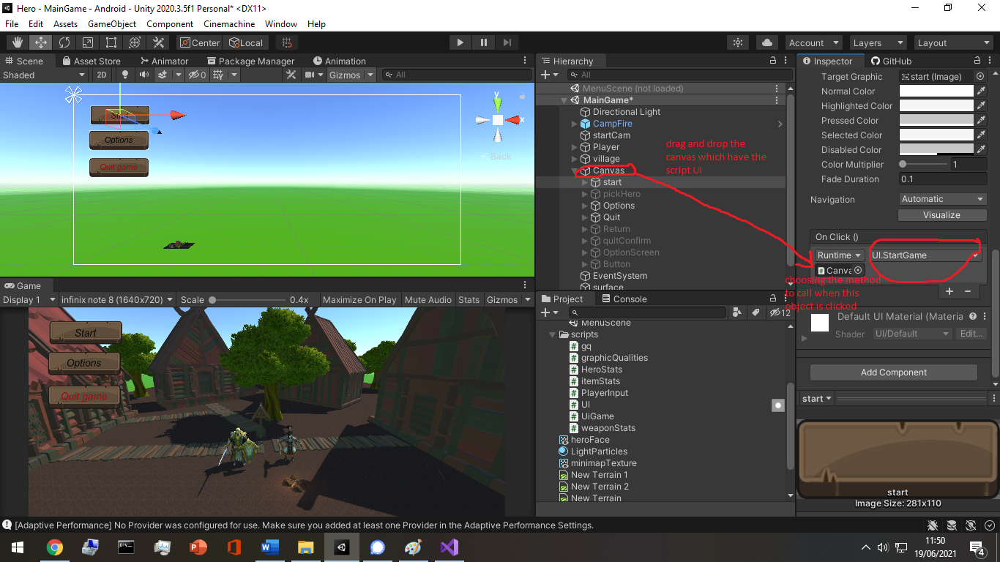 Hero - MainGame - Android - Unity 2020.3.5f1 Personal* <DX11>
File Edit Assets GameObject Component Cinemachine Window Help
Center Local Account Layers Layout
Scene Asset Store Animator Package Manager Animation
Shaded 2D 0 Gizmos All
Start
Options
Quit game
y
x
Back
Hierarchy
All
MenuScene (not loaded)
MainGame*
Directional Light
CampFire
startCam
Player
village
Canvas
start
pickHero
Options
Quit
Return
quitConfirm
OptionScreen
Button
EventSystem
surface
drag and drop the
canvas which have the
script UI
Inspector GitHub
Target Graphic start (Image)
Normal Color
Highlighted Color
Pressed Color
Selected Color
Disabled Color
Color Multiplier 1
Fade Duration 0.1
Navigation Automatic
Visualize
On Click ()
Runtime UI.StartGame
Canva
choosing the method
to call when this
object is clicked
+ −
Default UI Material (Materia
Shader UI/Default Edit...
Add Component
start
start
Image Size: 281x110
Game
Display 1 infinix note 8 (1640x720) Scale 0.4x Maximize On Play Mute Audio Stats Gizmos
Start
Options
Quit game
Project Console
12
MenuScene
scripts
gq
graphicQualities
HeroStats
itemStats
PlayerInput
UI
UiGame
weaponStats
heroFace
LightParticles
minimapTexture
New Terrain 1
New Terrain 2
New Terrain
[Adaptive Performance] No Provider was configured for use. Make sure you added at least one Provider in the Adaptive Performance Settings.
11:50
19/06/2021
4